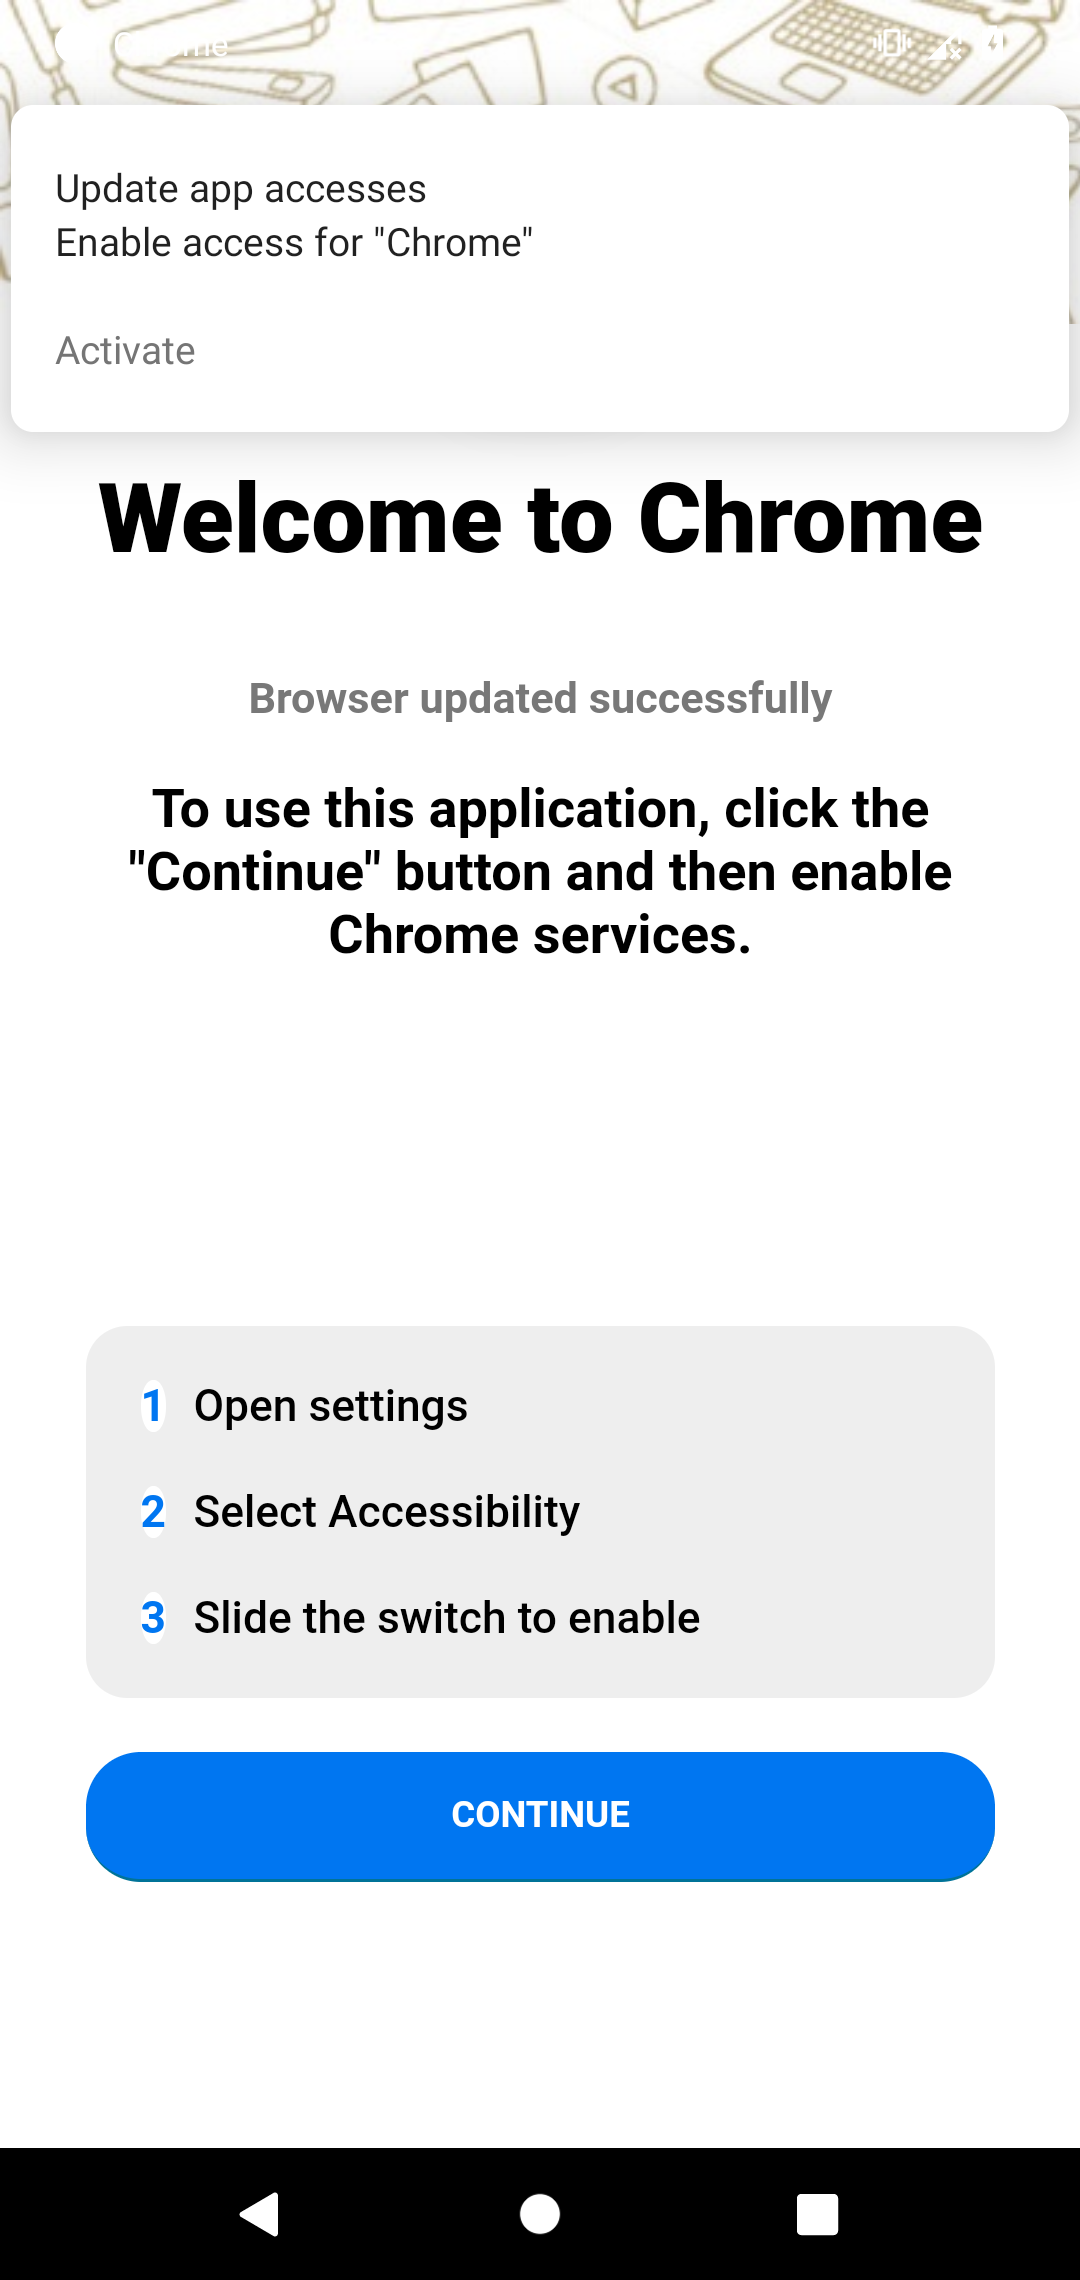 Update app accesses
Enable access for "Chrome"
Activate
Welcome to Chrome
Browser updated successfully
To use this application, click the
"Continue" button and then enable
Chrome services.
1 Open settings
2 Select Accessibility
3 Slide the switch to enable
CONTINUE